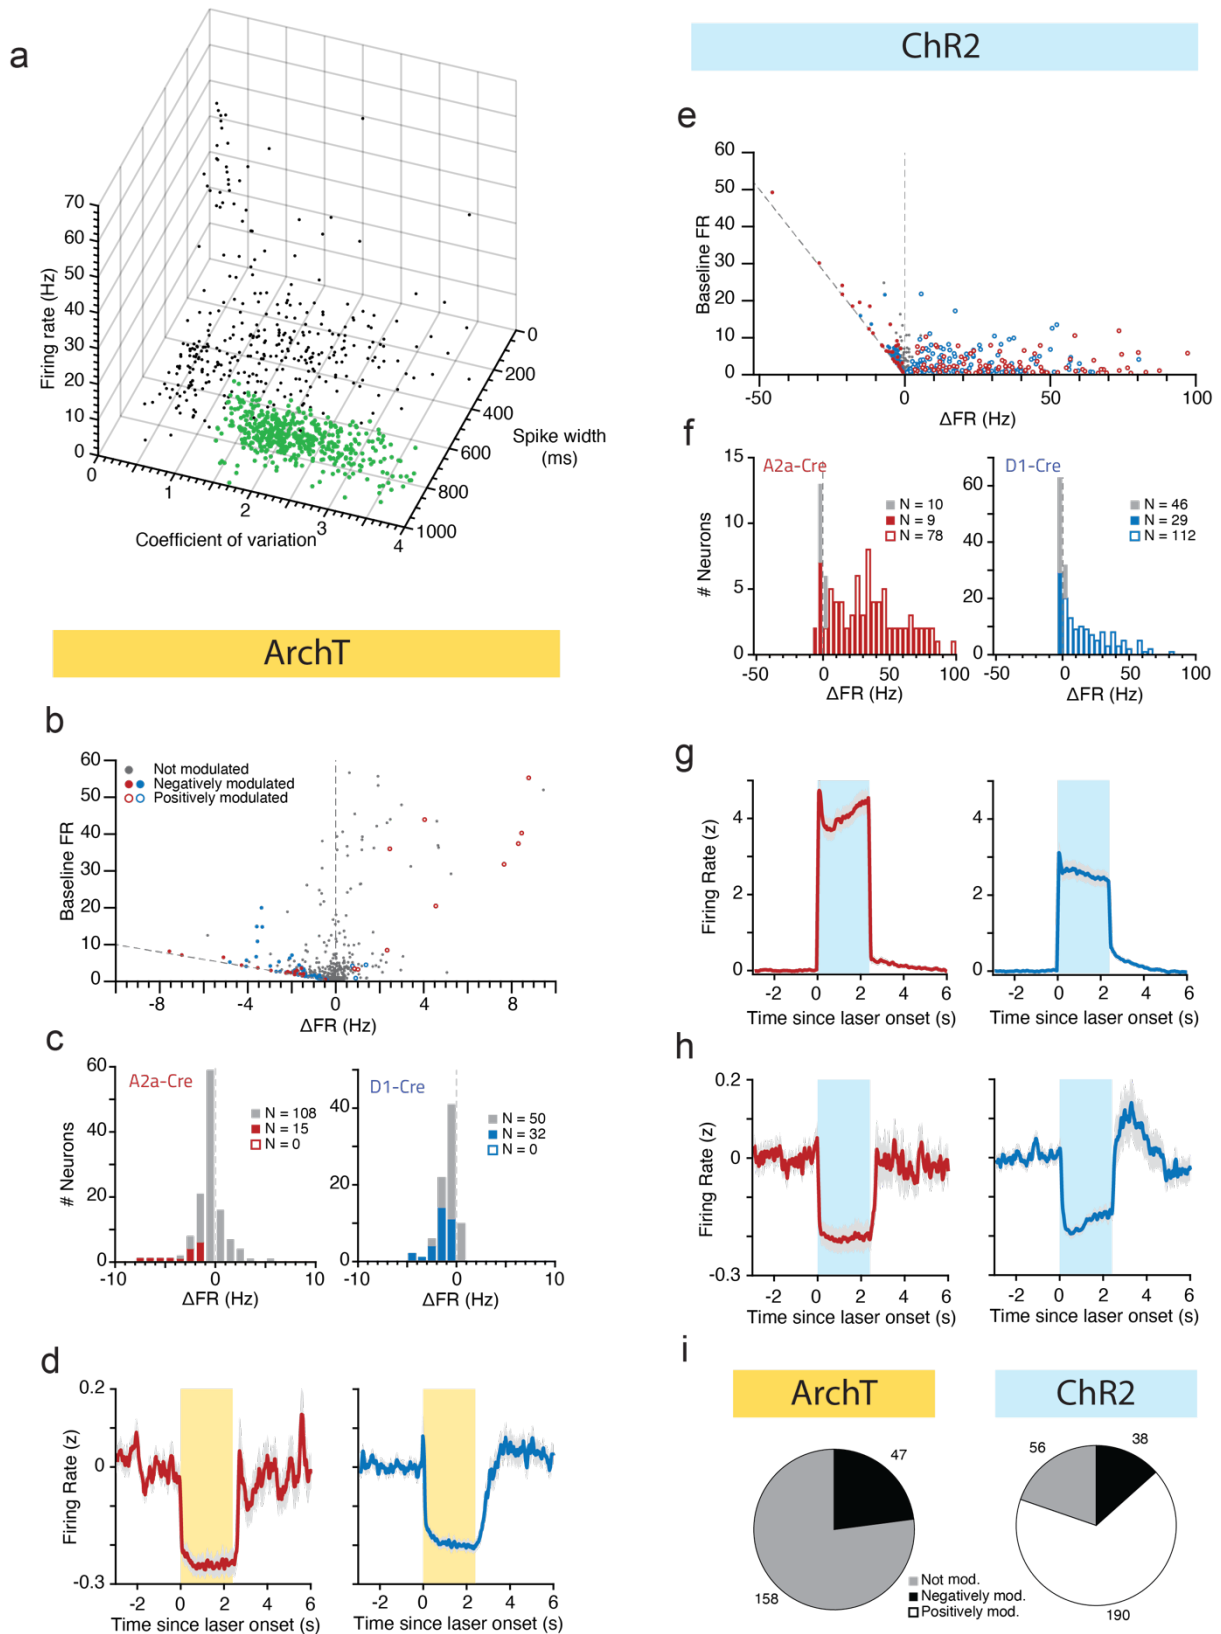 a
70
60
50
40
30
20
10
0
Firing rate (Hz)
0
1
2
3
4
Coefficient of variation
0
200
400
600
800
1000
Spike width
(ms)
ArchT
b
60
40
20
10
0
Baseline FR
Not modulated
Negatively modulated
Positively modulated
-8
-4
0
4
8
ΔFR (Hz)
c
60
40
20
0
# Neurons
A2a-Cre
N = 108
N = 15
N = 0
-10
0
10
ΔFR (Hz)
40
20
0
D1-Cre
N = 50
N = 32
N = 0
-10
0
10
ΔFR (Hz)
d
0.2
0
-0.3
Firing Rate (z)
-2
0
2
4
6
Time since laser onset (s)
-2
0
2
4
6
Time since laser onset (s)
ChR2
e
60
50
40
30
20
10
0
Baseline FR
-50
0
50
100
ΔFR (Hz)
f
15
10
5
0
# Neurons
A2a-Cre
N = 10
N = 9
N = 78
-50
0
50
100
ΔFR (Hz)
60
40
20
0
D1-Cre
N = 46
N = 29
N = 112
-50
0
50
100
ΔFR (Hz)
g
4
2
0
Firing Rate (z)
-2
0
2
4
6
Time since laser onset (s)
4
2
0
-2
0
2
4
6
Time since laser onset (s)
h
0.2
0
-0.3
Firing Rate (z)
-2
0
2
4
6
Time since laser onset (s)
-2
0
2
4
6
Time since laser onset (s)
i
ArchT
ChR2
47
158
56
38
190
Not mod.
Negatively mod.
Positively mod.